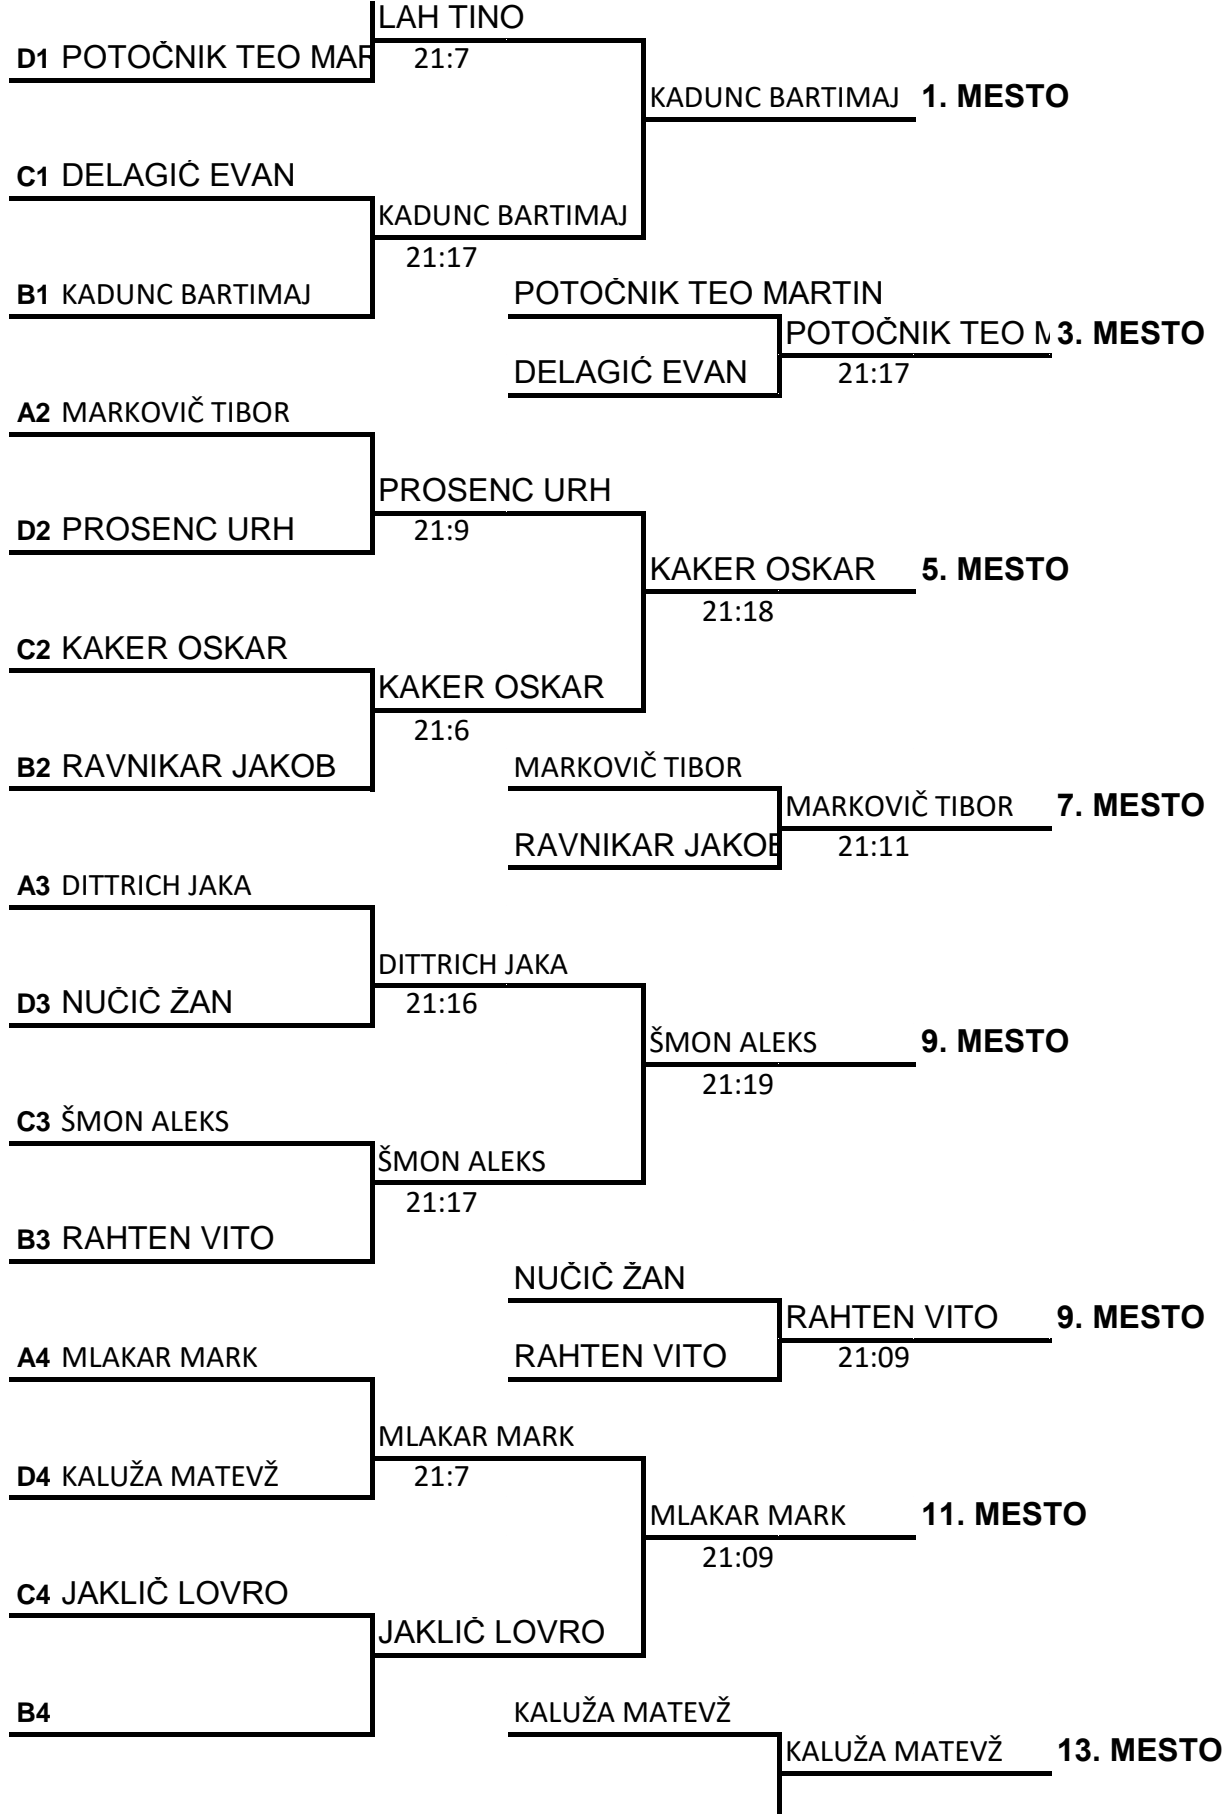 LAH TINO
D1 POTOČNIK TEO MAR 21:7
KADUNC BARTIMAJ 1. MESTO
C1 DELAGIĆ EVAN
KADUNC BARTIMAJ
21:17
B1 KADUNC BARTIMAJ POTOČNIK TEO MARTIN
POTOČNIK TEO M 3. MESTO
DELAGIĆ EVAN 21:17
A2 MARKOVIČ TIBOR
PROSENC URH
D2 PROSENC URH 21:9
KAKER OSKAR 5. MESTO
21:18
C2 KAKER OSKAR
KAKER OSKAR
21:6
B2 RAVNIKAR JAKOB MARKOVIČ TIBOR
MARKOVIČ TIBOR 7. MESTO
RAVNIKAR JAKOB 21:11
A3 DITTRICH JAKA
DITTRICH JAKA
D3 NUČIČ ŽAN 21:16
ŠMON ALEKS 9. MESTO
21:19
C3 ŠMON ALEKS
ŠMON ALEKS
21:17
B3 RAHTEN VITO
NUČIČ ŽAN
RAHTEN VITO 9. MESTO
A4 MLAKAR MARK RAHTEN VITO 21:09
MLAKAR MARK
D4 KALUŽA MATEVŽ 21:7
MLAKAR MARK 11. MESTO
21:09
C4 JAKLIČ LOVRO
JAKLIČ LOVRO
B4 KALUŽA MATEVŽ
KALUŽA MATEVŽ 13. MESTO